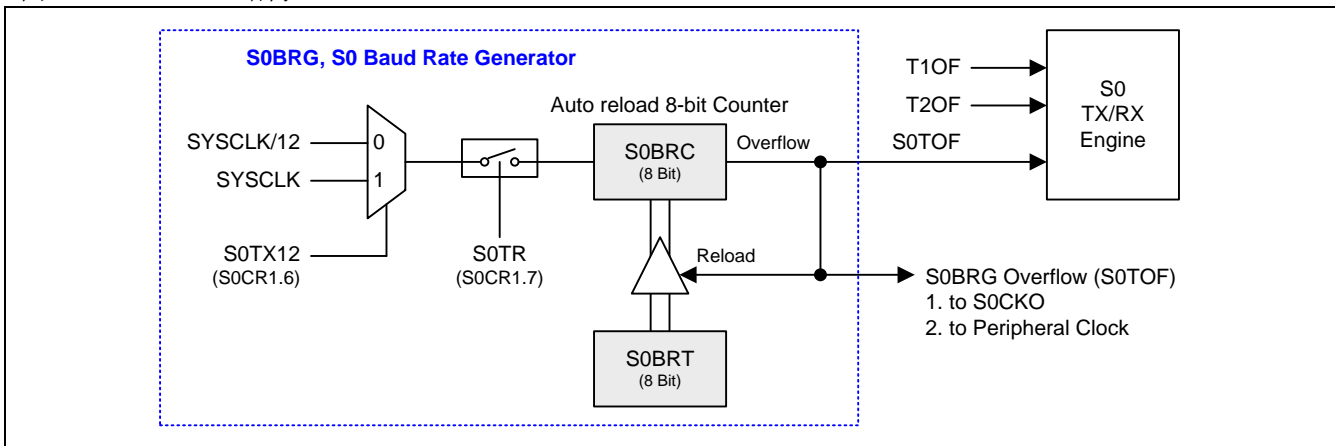 S0BRG, S0 Baud Rate Generator
Auto reload 8-bit Counter
SYSCLK/12
SYSCLK
0
1
S0TX12
(S0CR1.6)
S0TR
(S0CR1.7)
S0BRC
(8 Bit)
Overflow
Reload
S0BRT
(8 Bit)
T1OF
T2OF
S0TOF
S0
TX/RX
Engine
S0BRG Overflow (S0TOF)
1. to S0CKO
2. to Peripheral Clock